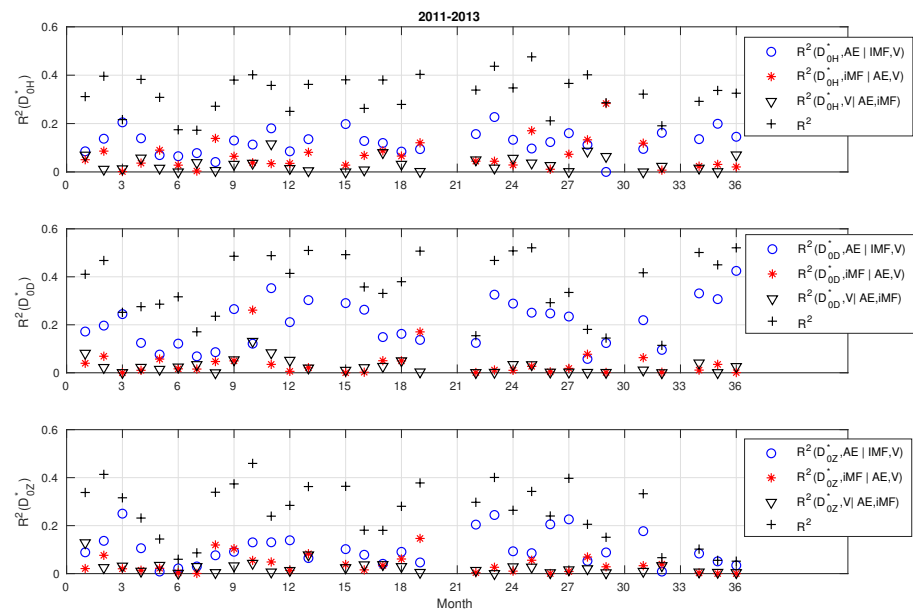 2011-2013
0.6
0.4
0.2
0
R²(D*0H)
0 3 6 9 12 15 18 21 24 27 30 33 36
R²(D*0H,AE | IMF,V)
R²(D*0H,iMF | AE,V)
R²(D*0H,V| AE,iMF)
R²
0.6
0.4
0.2
0
R²(D*0D)
0 3 6 9 12 15 18 21 24 27 30 33 36
R²(D*0D,AE | IMF,V)
R²(D*0D,iMF | AE,V)
R²(D*0D,V| AE,iMF)
R²
0.6
0.4
0.2
0
R²(D*0Z)
0 3 6 9 12 15 18 21 24 27 30 33 36
Month
R²(D*0Z,AE | IMF,V)
R²(D*0Z,iMF | AE,V)
R²(D*0Z,V| AE,iMF)
R²